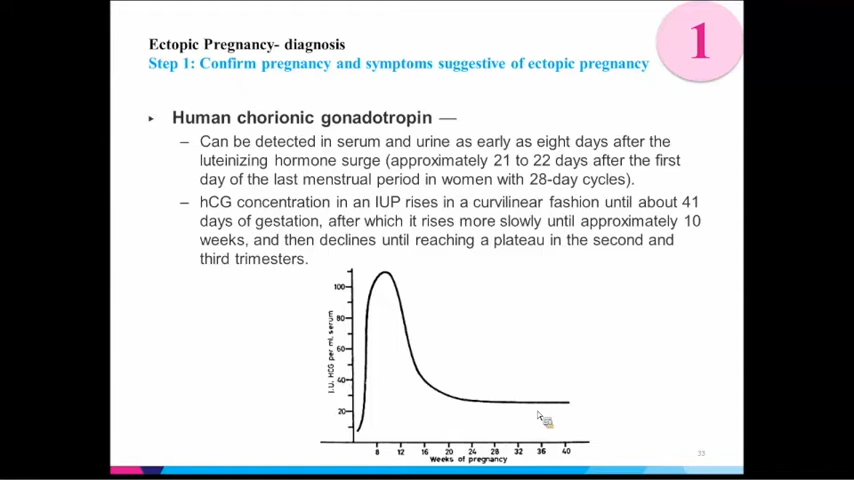 Ectopic Pregnancy- diagnosis
1
Step 1: Confirm pregnancy and symptoms suggestive of ectopic pregnancy
▸ Human chorionic gonadotropin —
– Can be detected in serum and urine as early as eight days after the
luteinizing hormone surge (approximately 21 to 22 days after the first
day of the last menstrual period in women with 28-day cycles).
– hCG concentration in an IUP rises in a curvilinear fashion until about 41
days of gestation, after which it rises more slowly until approximately 10
weeks, and then declines until reaching a plateau in the second and
third trimesters.
I.U. HCG per ml. serum
100
80
60
40
20
8 12 16 20 24 28 32 36 40
Weeks of pregnancy
33